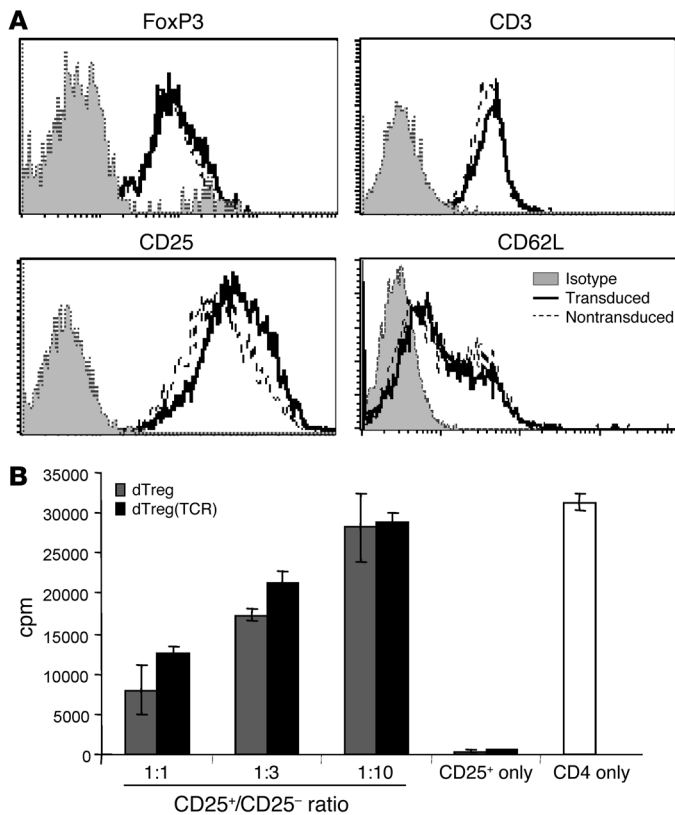 A
FoxP3
CD3
CD25
CD62L
Isotype
Transduced
Nontransduced
B
dTreg
dTreg(TCR)
cpm
35000
30000
25000
20000
15000
10000
5000
0
1:1
1:3
1:10
CD25⁺ only
CD4 only
CD25⁺/CD25⁻ ratio